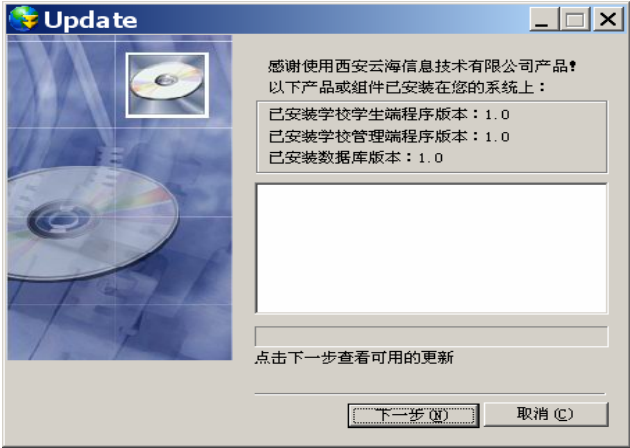 Update
感谢使用西安云海信息技术有限公司产品!
以下产品或组件已安装在您的系统上：
已安装学校学生端程序版本：1.0
已安装学校管理端程序版本：1.0
已安装数据库版本：1.0
点击下一步查看可用的更新
下一步(N)
取消(C)